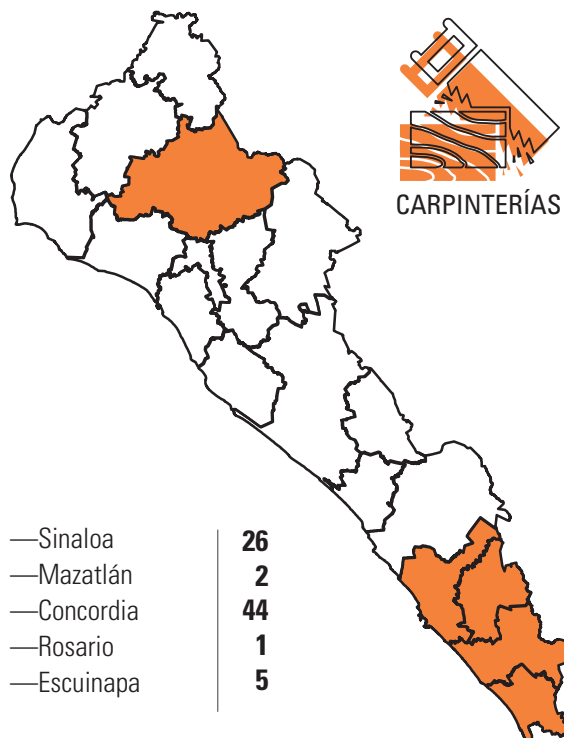 CARPINTERÍAS
—Sinaloa 26
—Mazatlán 2
—Concordia 44
—Rosario 1
—Escuinapa 5